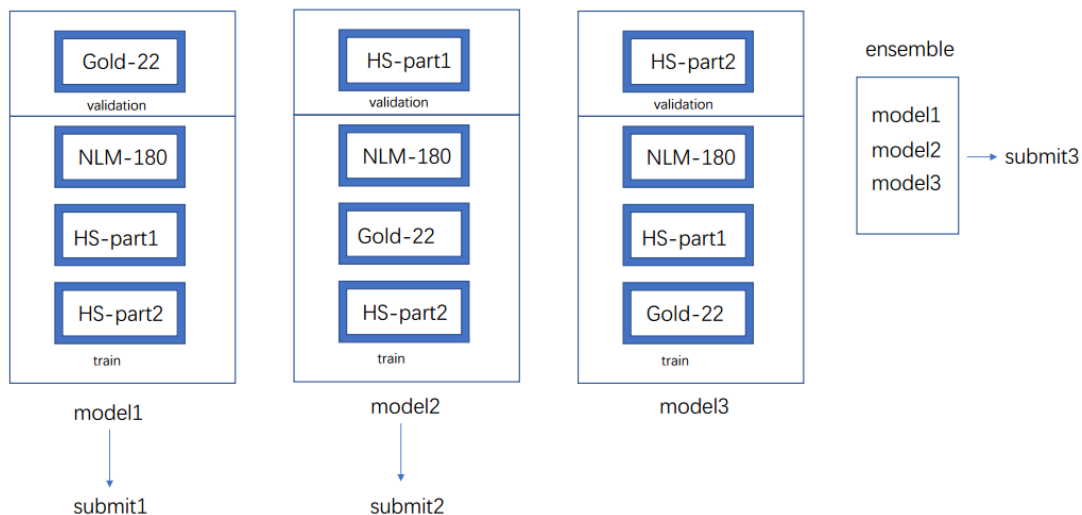 Gold-22
validation
NLM-180
HS-part1
HS-part2
train
model1
submit1
HS-part1
validation
NLM-180
Gold-22
HS-part2
train
model2
submit2
HS-part2
validation
NLM-180
HS-part1
Gold-22
train
model3
ensemble
model1
model2
model3
submit3